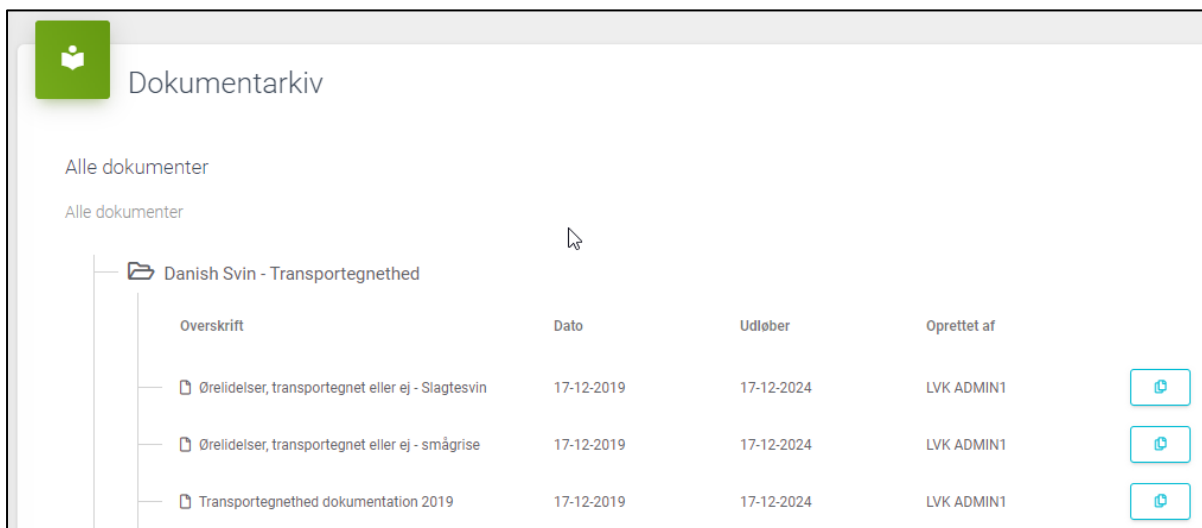 Dokumentarkiv
Alle dokumenter
Alle dokumenter
Danish Svin - Transportegnethed
Overskrift Dato Udløber Oprettet af
Ørelidelser, transportegnet eller ej - Slagtesvin 17-12-2019 17-12-2024 LVK ADMIN1
Ørelidelser, transportegnet eller ej - smågrise 17-12-2019 17-12-2024 LVK ADMIN1
Transportegnethed dokumentation 2019 17-12-2019 17-12-2024 LVK ADMIN1